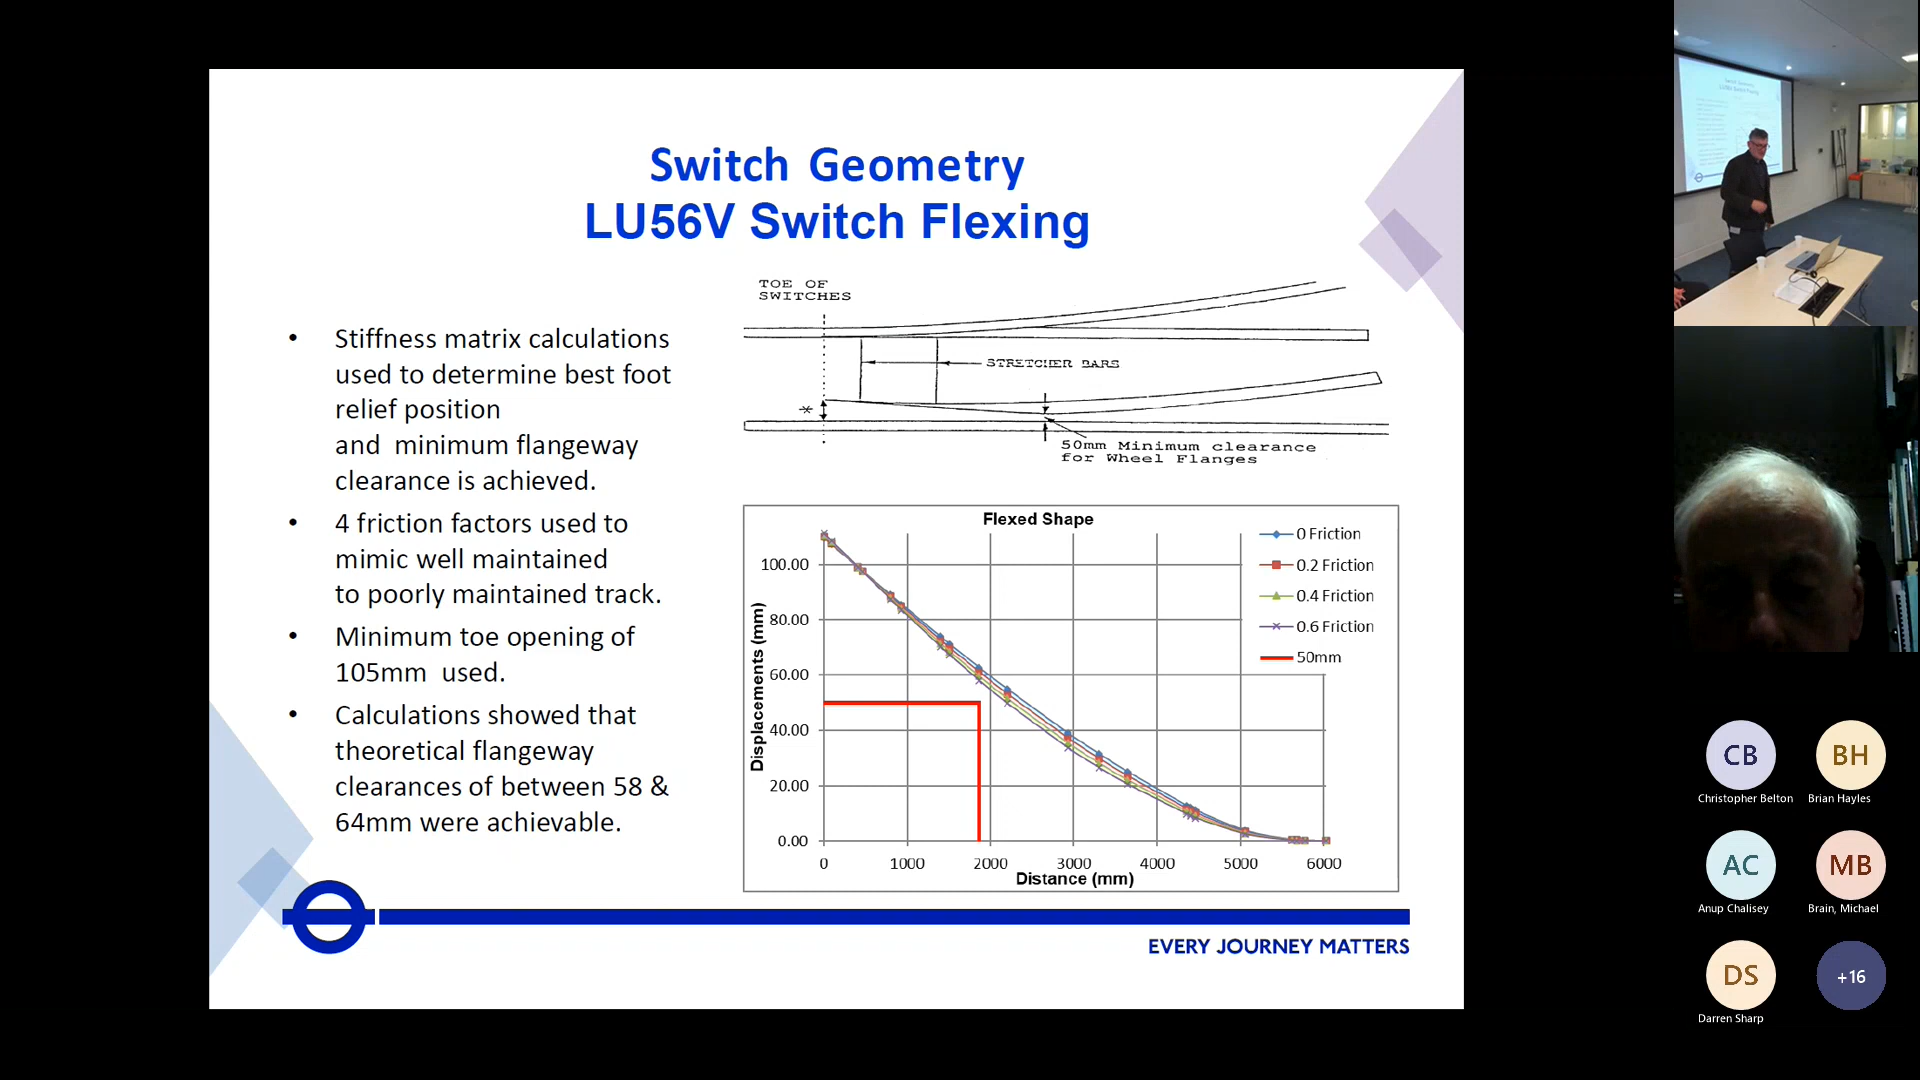 Switch Geometry
LU56V Switch Flexing
• Stiffness matrix calculations
used to determine best foot
relief position
and minimum flangeway
clearance is achieved.
• 4 friction factors used to
mimic well maintained
to poorly maintained track.
• Minimum toe opening of
105mm used.
• Calculations showed that
theoretical flangeway
clearances of between 58 &
64mm were achievable.
TOE OF
SWITCHES
STRETCHER BARS
50mm Minimum clearance
for Wheel Flanges
Flexed Shape
Displacements (mm)
100.00
80.00
60.00
40.00
20.00
0.00
0 1000 2000 3000 4000 5000 6000
Distance (mm)
0 Friction
0.2 Friction
0.4 Friction
0.6 Friction
50mm
EVERY JOURNEY MATTERS
CB BH
Christopher Belton Brian Hayles
AC MB
Anup Chalisey Brain, Michael
DS +16
Darren Sharp